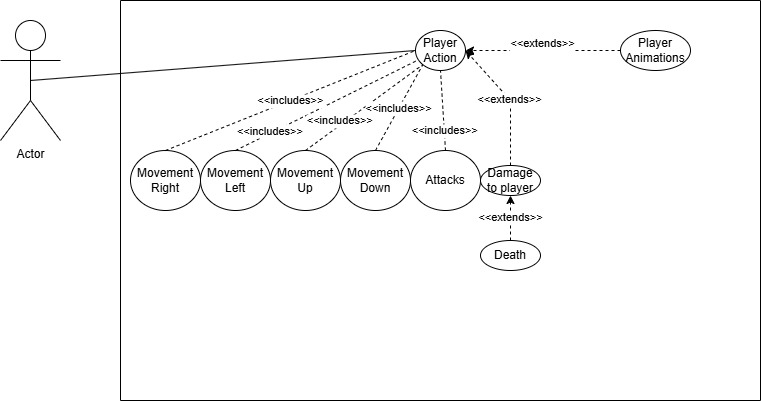 Player
Action
<<extends>>
Player
Animations
<<includes>>
<<extends>>
<<includes>>
<<includes>>
<<includes>>
<<includes>>
Actor
Movement
Right
Movement
Left
Movement
Up
Movement
Down
Attacks
Damage
to player
<<extends>>
Death